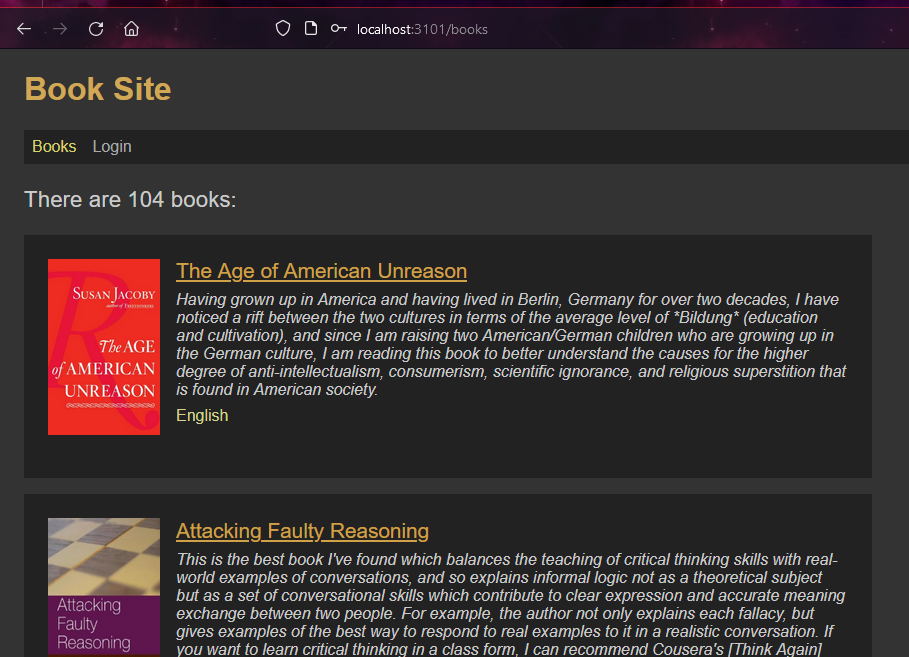 localhost:3101/books
Book Site
Books Login
There are 104 books:
SUSAN JACOBY
The AGE
of AMERICAN
UNREASON
The Age of American Unreason
Having grown up in America and having lived in Berlin, Germany for over two decades, I have
noticed a rift between the two cultures in terms of the average level of *Bildung* (education
and cultivation), and since I am raising two American/German children who are growing up in
the German culture, I am reading this book to better understand the causes for the higher
degree of anti-intellectualism, consumerism, scientific ignorance, and religious superstition that
is found in American society.
English
Attacking
Faulty
Reasoning
Attacking Faulty Reasoning
This is the best book I've found which balances the teaching of critical thinking skills with real-
world examples of conversations, and so explains informal logic not as a theoretical subject
but as a set of conversational skills which contribute to clear expression and accurate meaning
exchange between two people. For example, the author not only explains each fallacy, but
gives examples of the best way to respond to real examples to it in a realistic conversation. If
you want to learn critical thinking in a class form, I can recommend Cousera's [Think Again]